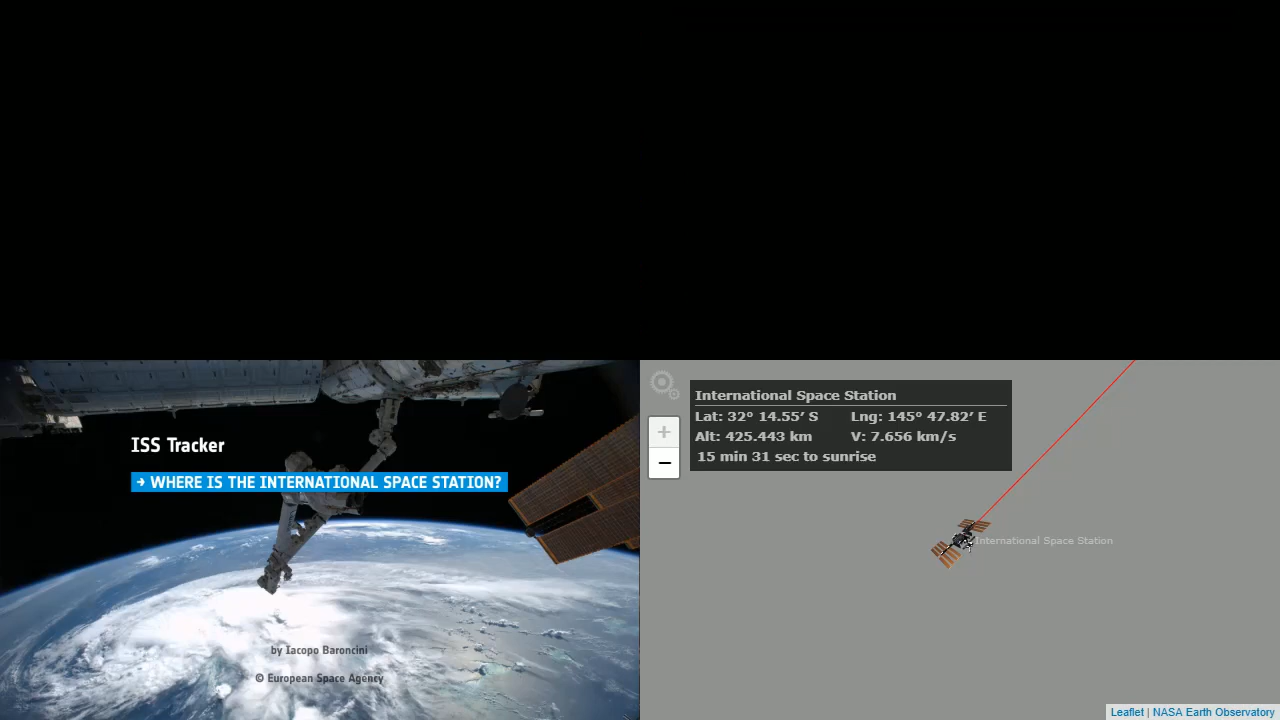 ISS Tracker
→ WHERE IS THE INTERNATIONAL SPACE STATION?
by Iacopo Baroncini
© European Space Agency
International Space Station
Lat: 32° 14.55′ S Lng: 145° 47.82′ E
Alt: 425.443 km V: 7.656 km/s
15 min 31 sec to sunrise
+
−
International Space Station
Leaflet | NASA Earth Observatory